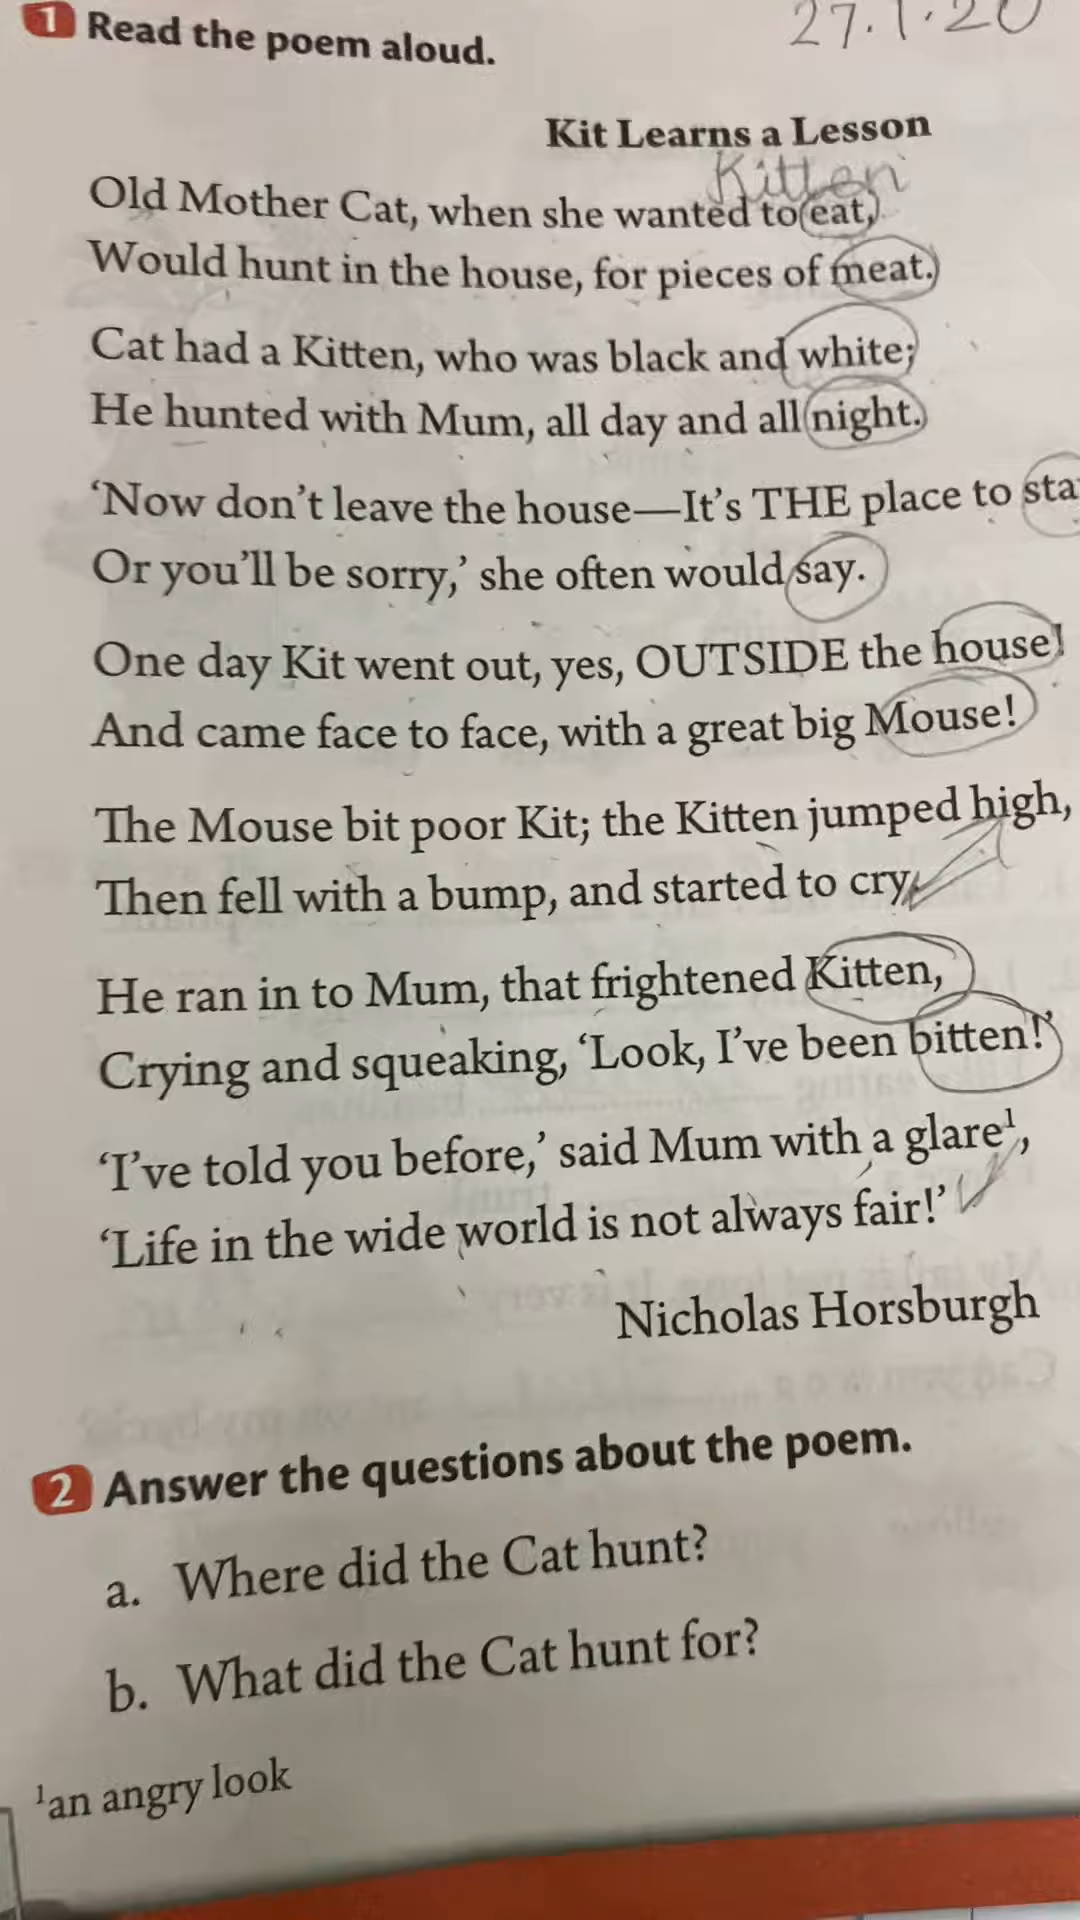 1 Read the poem aloud.
27.1.20
Kit Learns a Lesson
Kitten
Old Mother Cat, when she wanted to eat,
Would hunt in the house, for pieces of meat.
Cat had a Kitten, who was black and white;
He hunted with Mum, all day and all night.
‘Now don’t leave the house—It’s THE place to sta
Or you’ll be sorry,’ she often would say.
One day Kit went out, yes, OUTSIDE the house!
And came face to face, with a great big Mouse!
The Mouse bit poor Kit; the Kitten jumped high,
Then fell with a bump, and started to cry.
He ran in to Mum, that frightened Kitten,
Crying and squeaking, ‘Look, I’ve been bitten!’
‘I’ve told you before,’ said Mum with a glare¹,
‘Life in the wide world is not always fair!’
Nicholas Horsburgh
2 Answer the questions about the poem.
a. Where did the Cat hunt?
b. What did the Cat hunt for?
¹an angry look